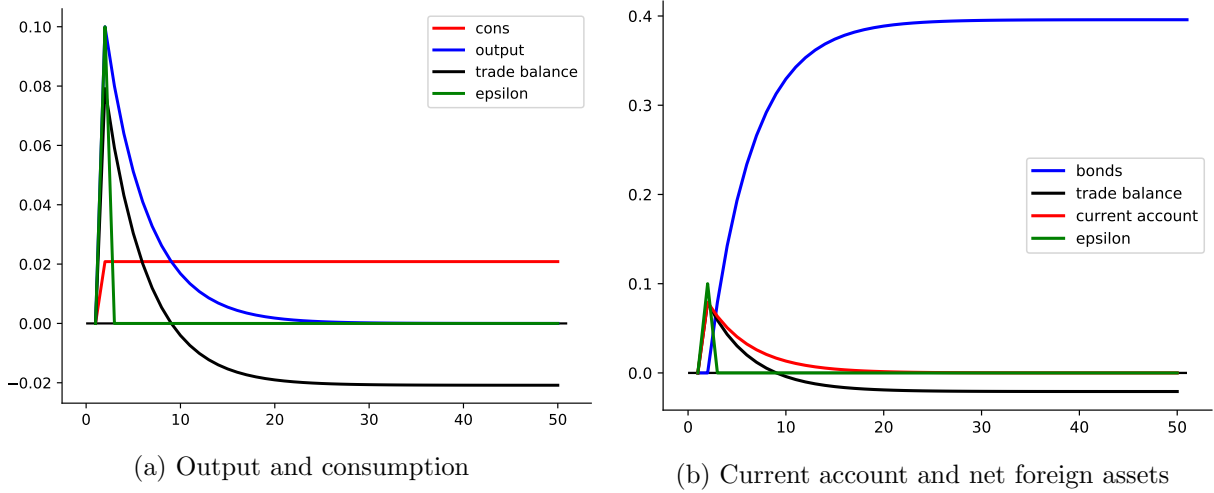 0.10
0.08
0.06
0.04
0.02
0.00
−0.02
0 10 20 30 40 50
cons
output
trade balance
epsilon
(a) Output and consumption
0.4
0.3
0.2
0.1
0.0
0 10 20 30 40 50
bonds
trade balance
current account
epsilon
(b) Current account and net foreign assets